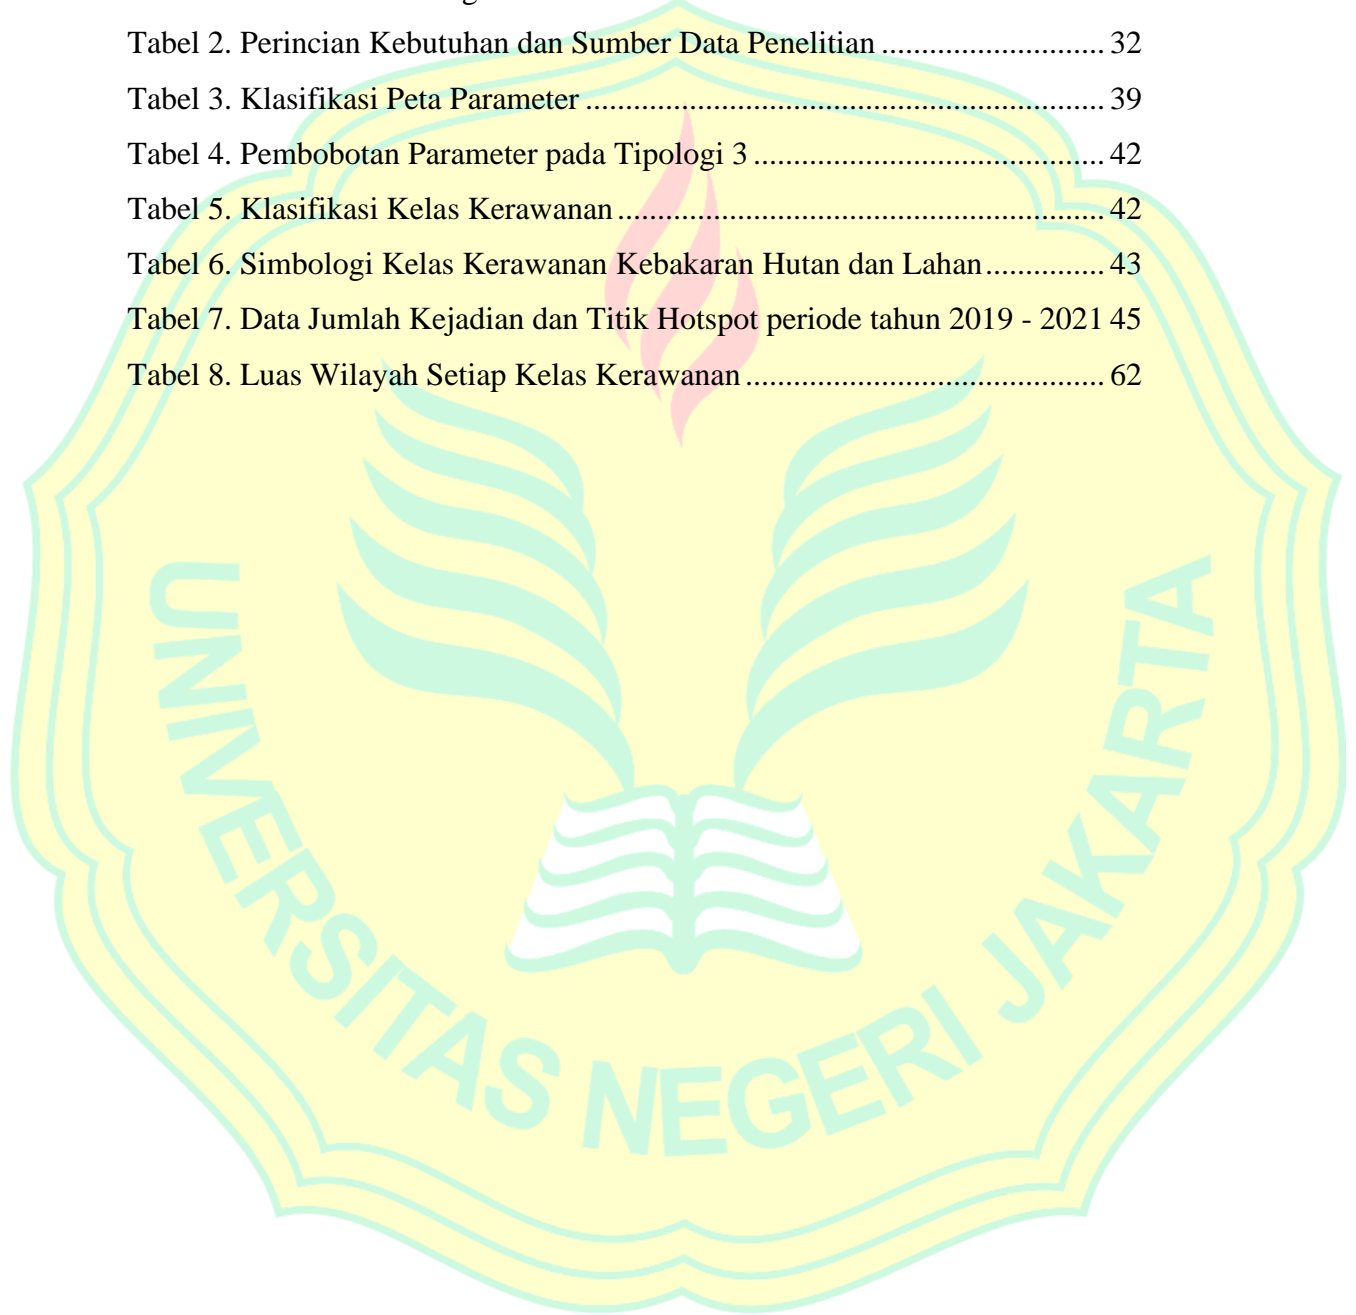 Tabel 2. Perincian Kebutuhan dan Sumber Data Penelitian ............................ 32
Tabel 3. Klasifikasi Peta Parameter ................................................................. 39
Tabel 4. Pembobotan Parameter pada Tipologi 3 ............................................ 42
Tabel 5. Klasifikasi Kelas Kerawanan ............................................................. 42
Tabel 6. Simbologi Kelas Kerawanan Kebakaran Hutan dan Lahan ............... 43
Tabel 7. Data Jumlah Kejadian dan Titik Hotspot periode tahun 2019 - 2021 45
Tabel 8. Luas Wilayah Setiap Kelas Kerawanan ............................................. 62
UNIVERSITAS NEGERI JAKARTA